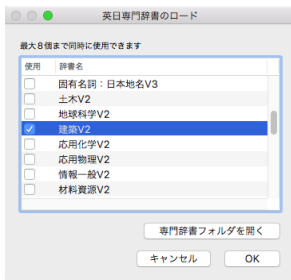 英日専門辞書のロード
最大８個まで同時に使用できます
使用 辞書名
固有名詞：日本地名V3
土木V2
地球科学V2
建築V2
応用化学V2
応用物理V2
情報一般V2
材料資源V2
専門辞書フォルダを開く
キャンセル OK